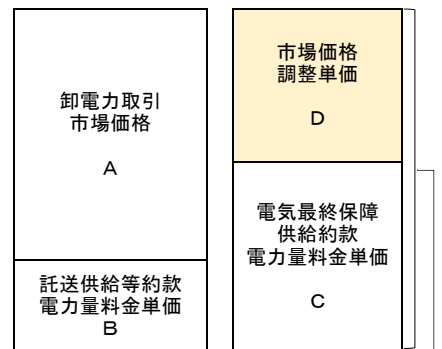 卸電力取引
市場価格
A
託送供給等約款
電力量料金単価
B
市場価格
調整単価
D
電気最終保障
供給約款
電力量料金単価
C